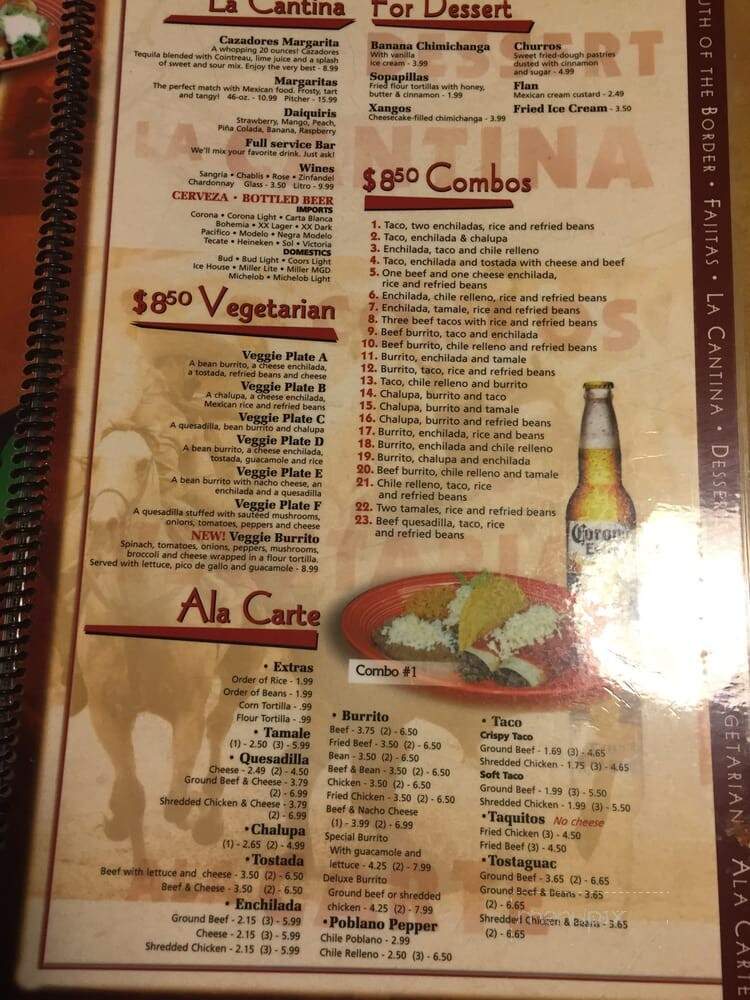 La Cantina
Cazadores Margarita
A whopping 20 ounces! Cazadores
Tequila blended with Cointreau, lime juice and a splash
of sweet and sour mix. Enjoy the very best - 8.99
Margaritas
The perfect match with Mexican food. Frosty, tart
and tangy! 46-oz. - 10.99 Pitcher - 15.99
Daiquiris
Strawberry, Mango, Peach,
Piña Colada, Banana, Raspberry
Full service Bar
We'll mix your favorite drink. Just ask!
Wines
Sangria • Chablis • Rose • Zinfandel
Chardonnay Glass - 3.50 Litro - 9.99
CERVEZA • BOTTLED BEER
IMPORTS
Corona • Corona Light • Carta Blanca
Bohemia • XX Lager • XX Dark
Pacifico • Modelo • Negra Modelo
Tecate • Heineken • Sol • Victoria
DOMESTICS
Bud • Bud Light • Coors Light
Ice House • Miller Lite • Miller MGD
Michelob • Michelob Light
$8.50 Vegetarian
Veggie Plate A
A bean burrito, a cheese enchilada,
a tostada, refried beans and cheese
Veggie Plate B
A chalupa, a cheese enchilada,
Mexican rice and refried beans
Veggie Plate C
A quesadilla, bean burrito and chalupa
Veggie Plate D
A bean burrito, a cheese enchilada,
tostada, guacamole and rice
Veggie Plate E
A bean burrito with nacho cheese, an
enchilada and a quesadilla
Veggie Plate F
A quesadilla stuffed with sauteed mushrooms,
onions, tomatoes, peppers and cheese
NEW! Veggie Burrito
Spinach, tomatoes, onions, peppers, mushrooms,
broccoli and cheese wrapped in a flour tortilla.
Served with lettuce, pico de gallo and guacamole - 8.99
For Dessert
Banana Chimichanga
With vanilla
ice cream - 3.99
Sopapillas
Fried flour tortillas with honey,
butter & cinnamon - 1.99
Xangos
Cheesecake-filled chimichanga - 3.99
Churros
Sweet fried-dough pastries
dusted with cinnamon
and sugar - 4.99
Flan
Mexican cream custard - 2.49
Fried Ice Cream - 3.50
$8.50 Combos
1. Taco, two enchiladas, rice and refried beans
2. Taco, enchilada & chalupa
3. Enchilada, taco and chile relleno
4. Taco, enchilada and tostada with cheese and beef
5. One beef and one cheese enchilada,
rice and refried beans
6. Enchilada, chile relleno, rice and refried beans
7. Enchilada, tamale, rice and refried beans
8. Three beef tacos with rice and refried beans
9. Beef burrito, taco and enchilada
10. Beef burrito, chile relleno and refried beans
11. Burrito, enchilada and tamale
12. Burrito, taco, rice and refried beans
13. Taco, chile relleno and burrito
14. Chalupa, burrito and taco
15. Chalupa, burrito and tamale
16. Chalupa, burrito and refried beans
17. Burrito, enchilada, rice and beans
18. Burrito, enchilada and chile relleno
19. Burrito, chalupa and enchilada
20. Beef burrito, chile relleno and tamale
21. Chile relleno, taco, rice
and refried beans
22. Two tamales, rice and refried beans
23. Beef quesadilla, taco, rice
and refried beans
Corona
Combo #1
Ala Carte
• Extras
Order of Rice - 1.99
Order of Beans - 1.99
Corn Tortilla - .99
Flour Tortilla - .99
• Tamale
(1) - 2.50 (3) - 5.99
• Quesadilla
Cheese - 2.49 (2) - 4.50
Ground Beef & Cheese - 3.79
(2) - 6.99
Shredded Chicken & Cheese - 3.79
(2) - 6.99
• Chalupa
(1) - 2.65 (2) - 4.99
• Tostada
Beef with lettuce and cheese - 3.50 (2) - 6.50
Beef & Cheese - 3.50 (2) - 6.50
• Enchilada
Ground Beef - 2.15 (3) - 5.99
Cheese - 2.15 (3) - 5.99
Shredded Chicken - 2.15 (3) - 5.99
• Burrito
Beef - 3.75 (2) - 6.50
Fried Beef - 3.50 (2) - 6.50
Bean - 3.50 (2) - 6.50
Beef & Bean - 3.50 (2) - 6.50
Chicken - 3.50 (2) - 6.50
Fried Chicken - 3.50 (2) - 6.50
Beef & Nacho Cheese
(1) - 3.99 (2) - 6.99
Special Burrito
With guacamole and
lettuce - 4.25 (2) - 7.99
Deluxe Burrito
Ground beef or shredded
chicken - 4.25 (2) - 7.99
• Poblano Pepper
Chile Poblano - 2.99
Chile Relleno - 2.50 (3) - 6.50
• Taco
Crispy Taco
Ground Beef - 1.69 (3) - 4.65
Shredded Chicken - 1.75 (3) - 4.65
Soft Taco
Ground Beef - 1.99 (3) - 5.50
Shredded Chicken - 1.99 (3) - 5.50
• Taquitos No cheese
Fried Chicken (3) - 4.50
Fried Beef (3) - 4.50
• Tostaguac
Ground Beef - 3.65 (2) - 6.65
Ground Beef & Beans - 3.65
(2) - 6.65
Shredded Chicken & Beans - 3.65
(2) - 6.65
OF THE BORDER • FAJITAS • LA CANTINA •
ALA CARTE